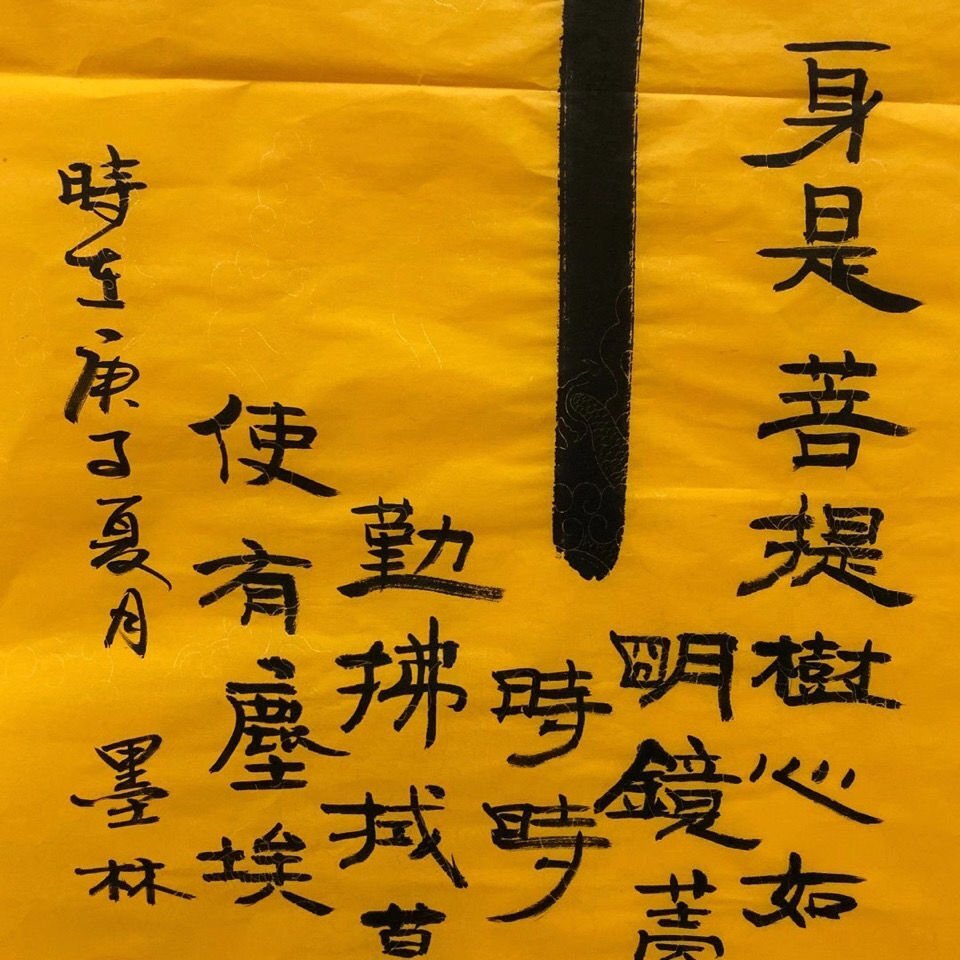 身是菩提樹心如
明鏡
時時
勤拂拭
使有塵埃
時在庚子夏月
墨林